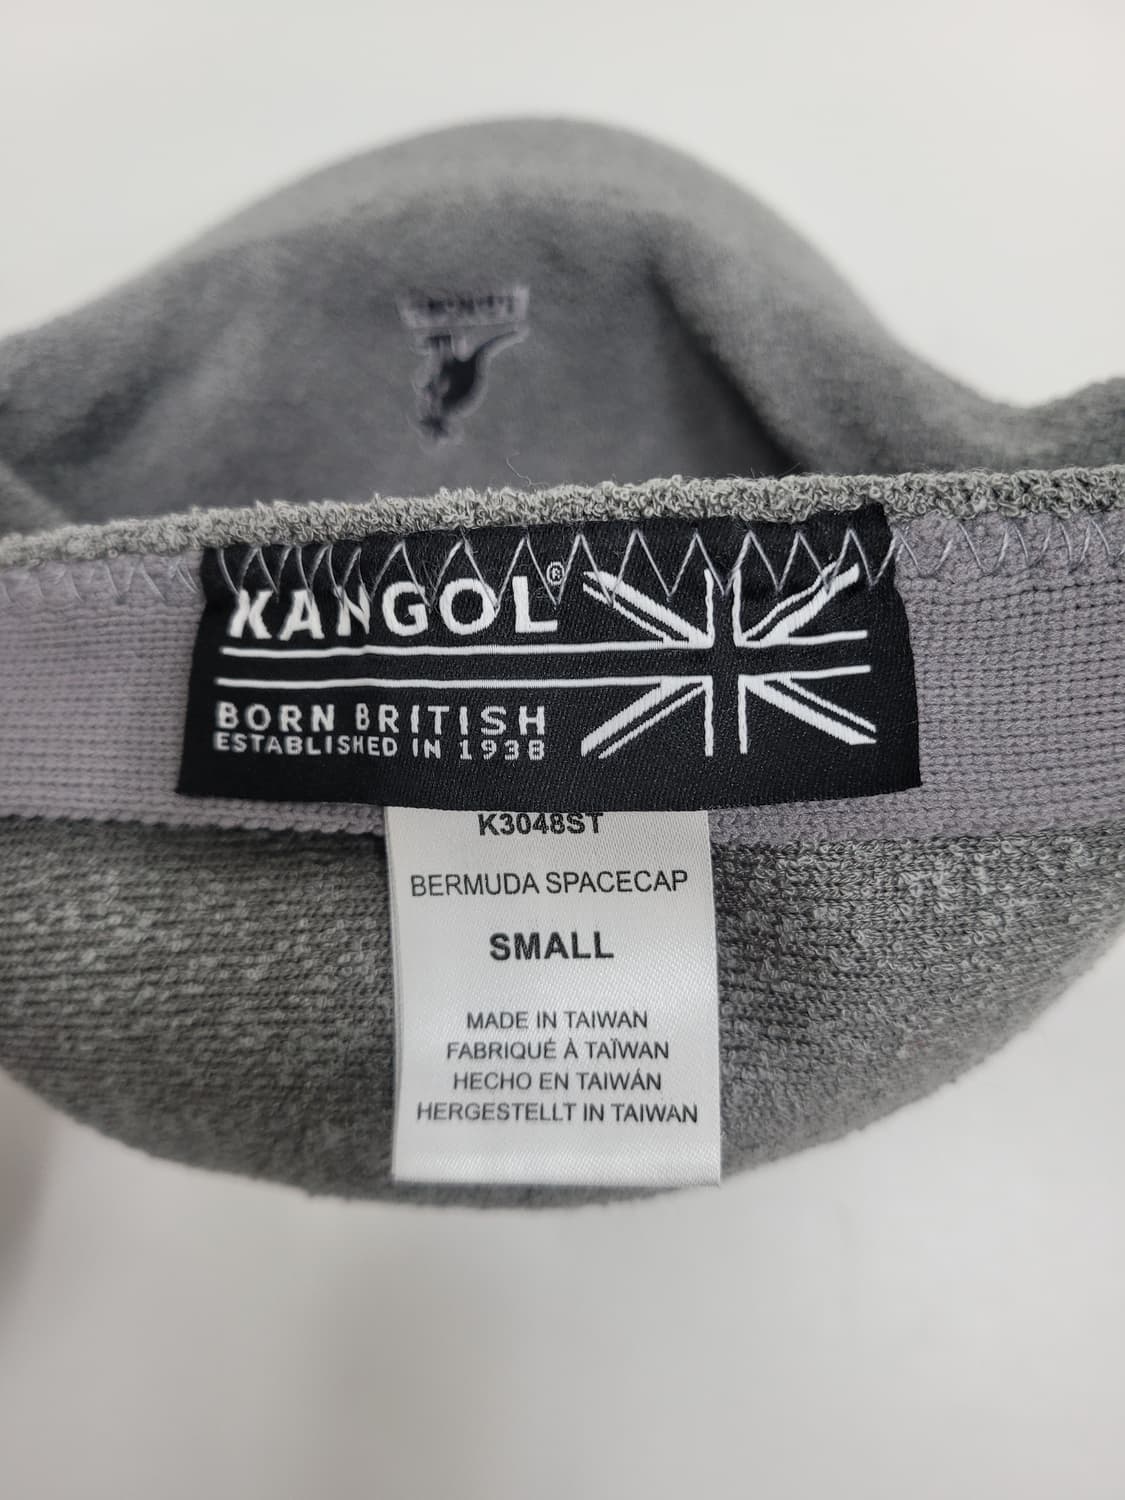 KANGOL®
BORN BRITISH
ESTABLISHED IN 1938
K3048ST
BERMUDA SPACECAP
SMALL
MADE IN TAIWAN
FABRIQUÉ À TAÏWAN
HECHO EN TAIWÁN
HERGESTELLT IN TAIWAN